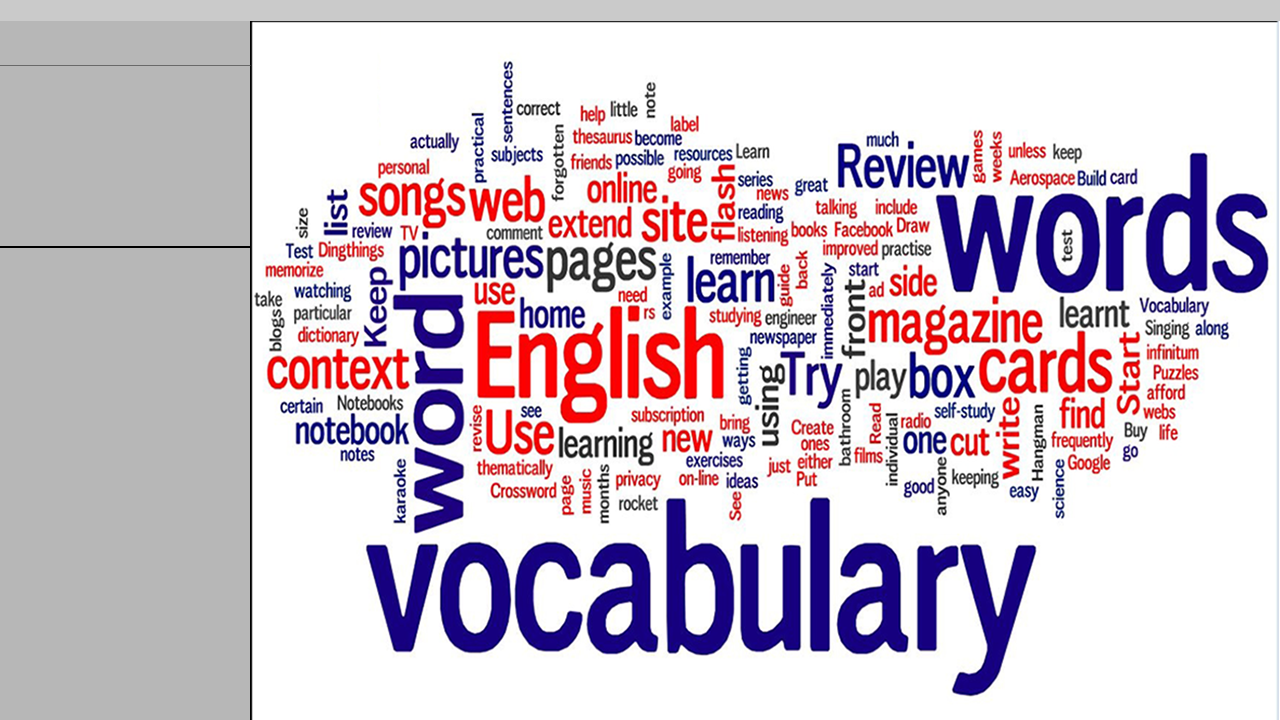 sentences
correct
help
little
note
label
actually
practical
subjects
forgotten
thesaurus
become
friends
possible
resources
Learn
much
Review
games
weeks
unless
keep
personal
songs
web
online
going
flash
series
news
great
Aerospace
Build
card
words
test
size
list
review
TV
comment
extend
site
reading
listening
books
talking
include
Facebook
Draw
improved
practise
Test
Dingthings
pictures
pages
example
remember
learn
guide
back
immediately
start
ad
side
front
memorize
take
watching
Keep
word
use
home
need
rs
studying
engineer
magazine
learnt
Vocabulary
blogs
particular
dictionary
English
newspaper
Singing
along
context
getting
using
Try
play
box
cards
Start
infinitum
Puzzles
afford
certain
Notebooks
notebook
notes
revise
see
Use
learning
subscription
new
bring
ways
Create
ones
bathroom
Read
individual
radio
self-study
one
cut
write
Hangman
find
frequently
Google
webs
Buy
life
go
karaoke
thematically
Crossword
page
music
months
privacy
rocket
exercises
on-line
ideas
See
just
either
Put
films
good
anyone
keeping
easy
science
vocabulary